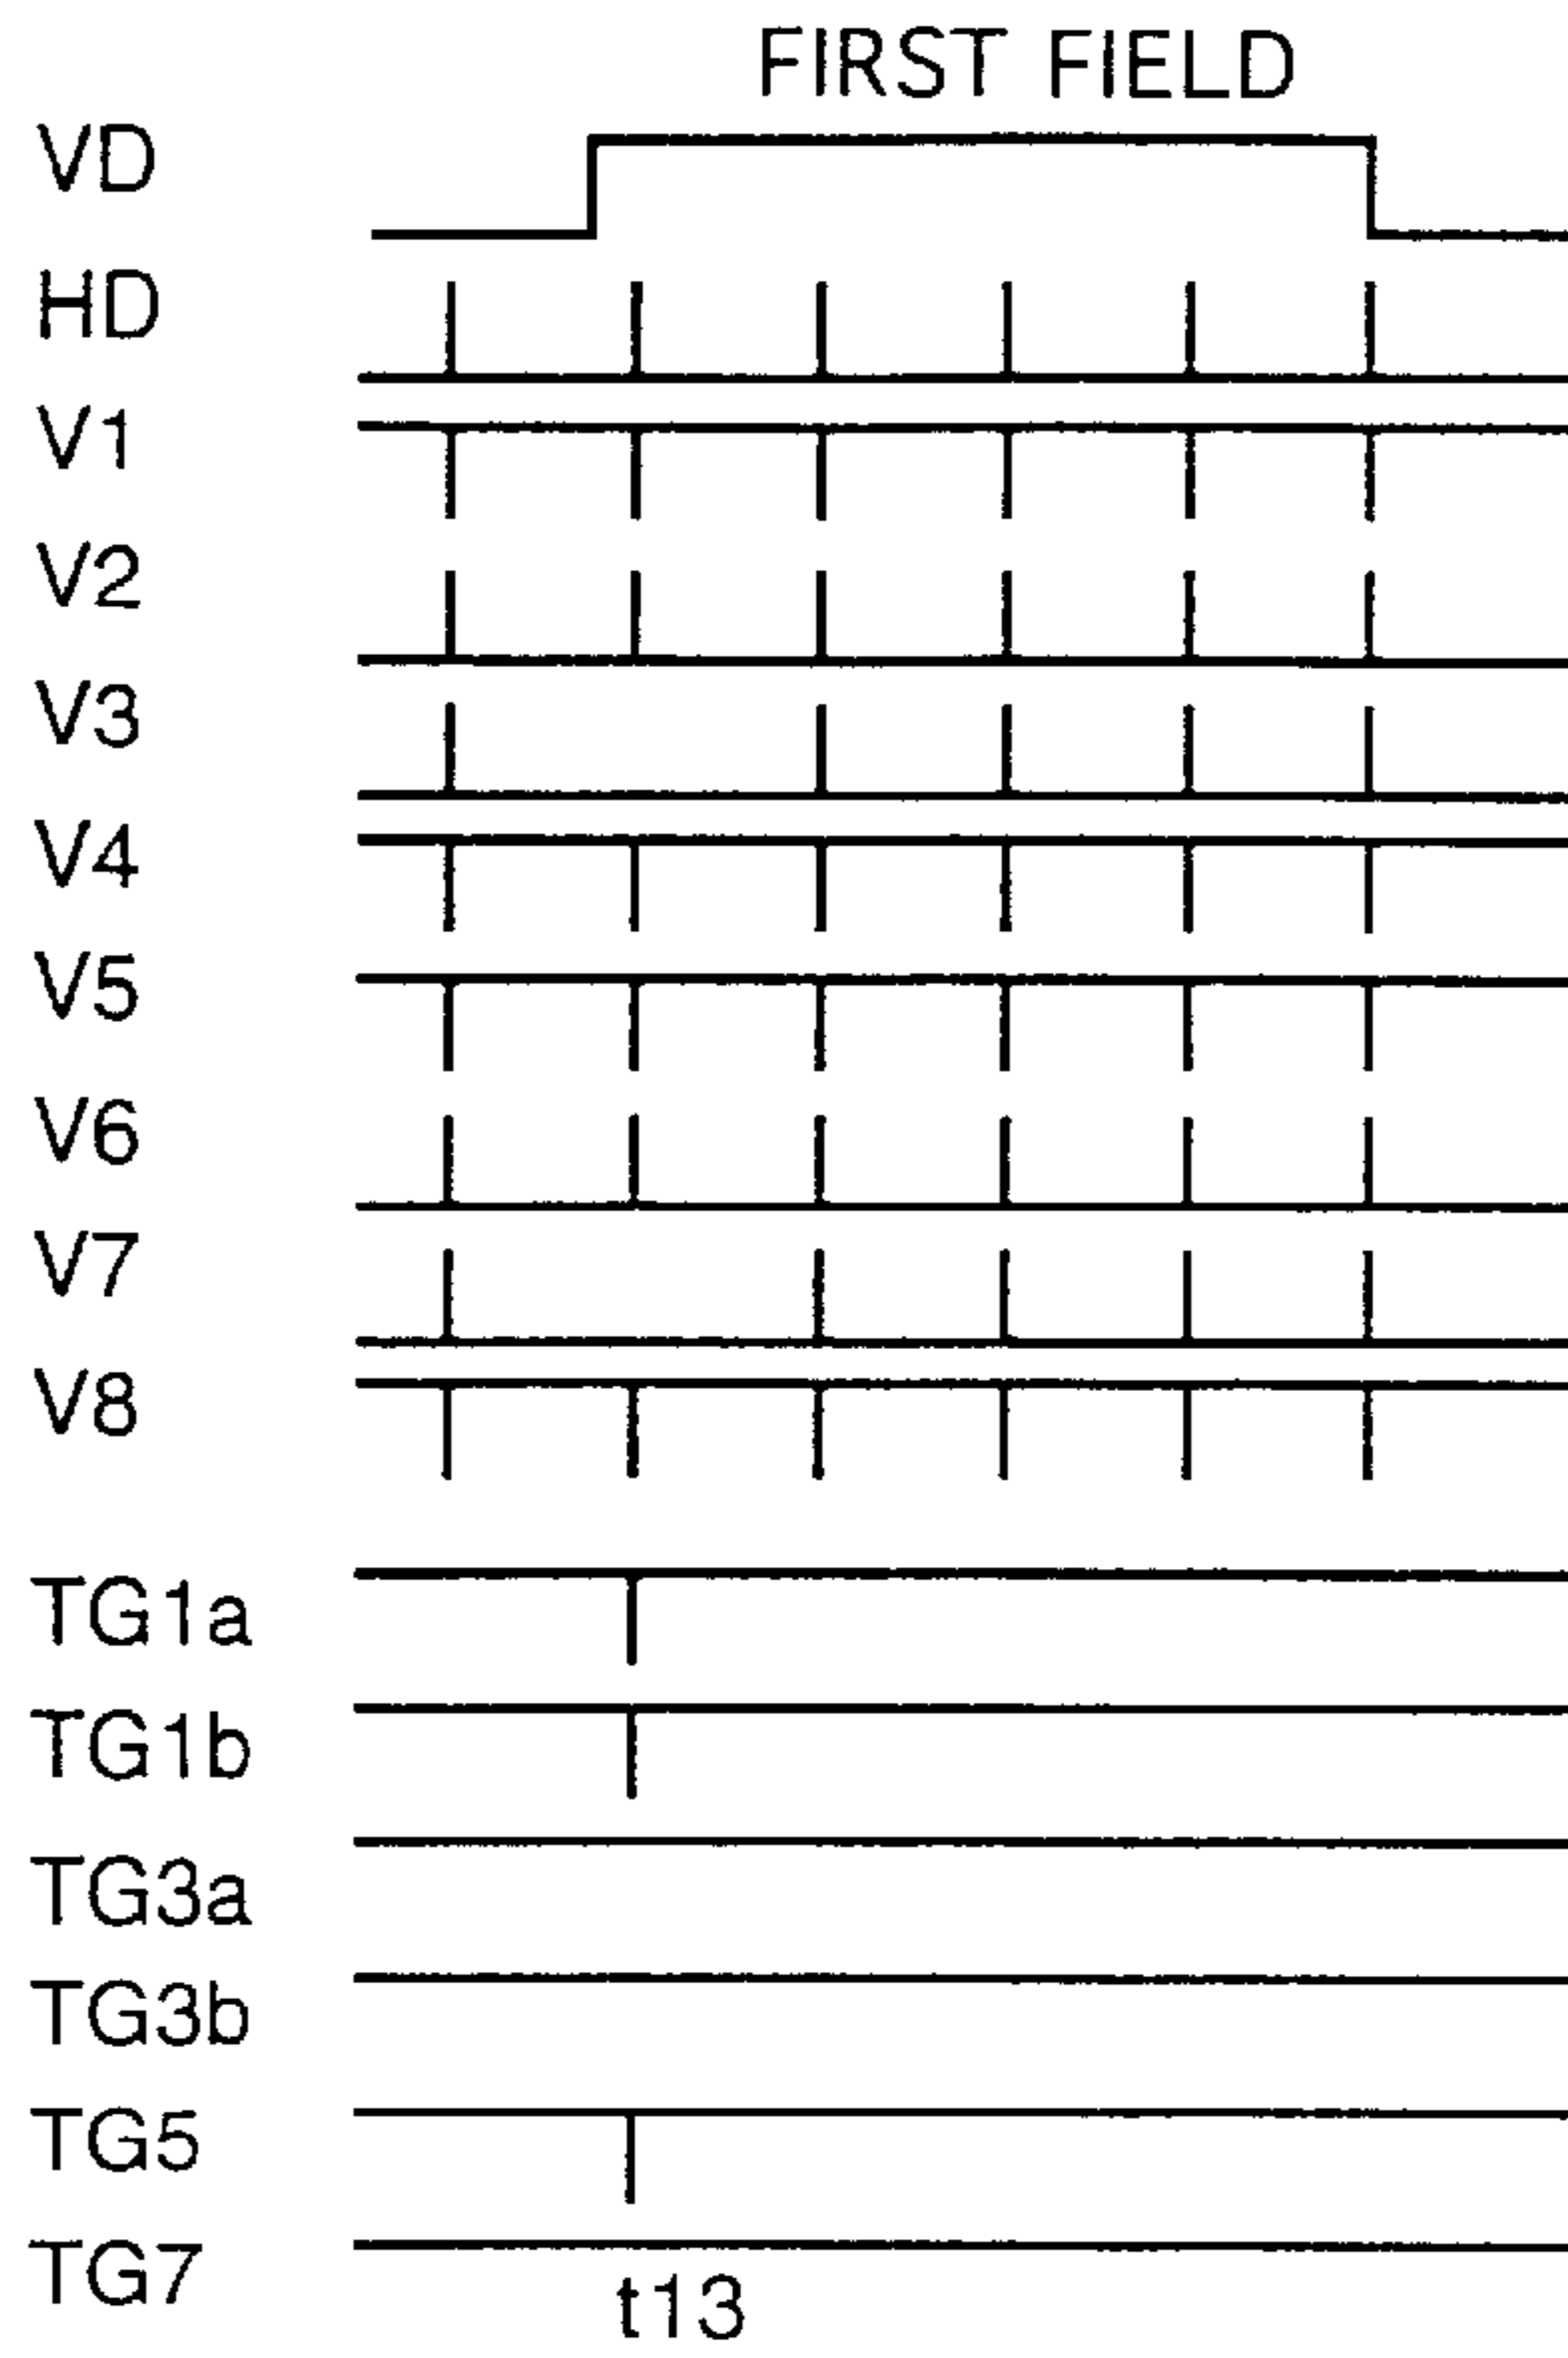 FIRST FIELD
VD
HD
V1
V2
V3
V4
V5
V6
V7
V8
TG1a
TG1b
TG3a
TG3b
TG5
TG7
t13